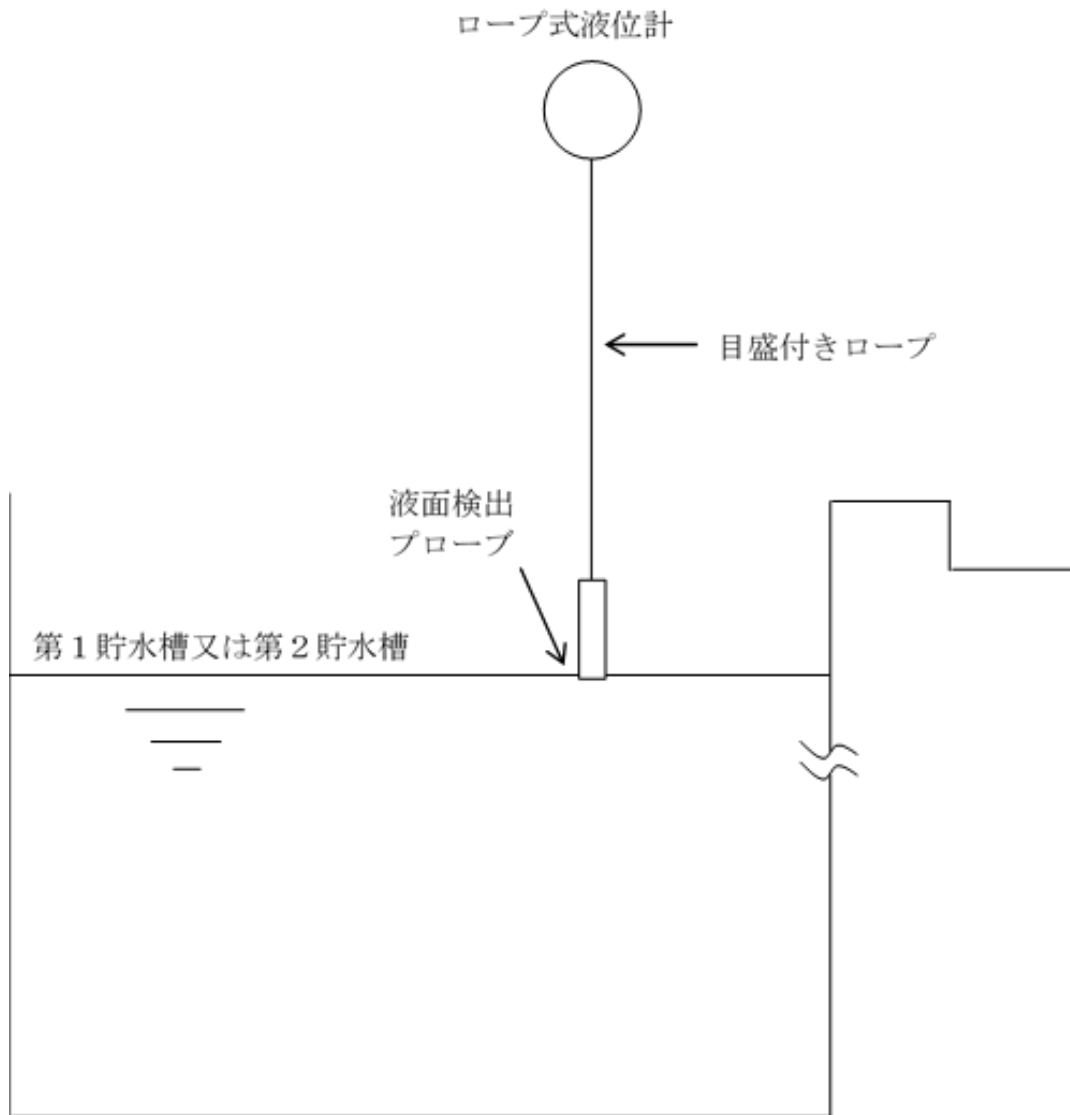 ロープ式液位計
目盛付きロープ
液面検出
プローブ
第１貯水槽又は第２貯水槽